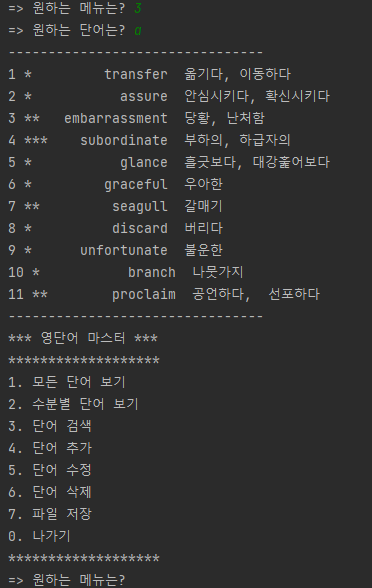 => 원하는 메뉴는? 3
=> 원하는 단어는? a
--------------------------------
1 * transfer 옮기다, 이동하다
2 * assure 안심시키다, 확신시키다
3 ** embarrassment 당황, 난처함
4 *** subordinate 부하의, 하급자의
5 * glance 흘긋보다, 대강훑어보다
6 * graceful 우아한
7 ** seagull 갈매기
8 * discard 버리다
9 * unfortunate 불운한
10 * branch 나뭇가지
11 ** proclaim 공언하다, 선포하다
--------------------------------
*** 영단어 마스터 ***
*******************
1. 모든 단어 보기
2. 수분별 단어 보기
3. 단어 검색
4. 단어 추가
5. 단어 수정
6. 단어 삭제
7. 파일 저장
0. 나가기
*******************
=> 원하는 메뉴는?